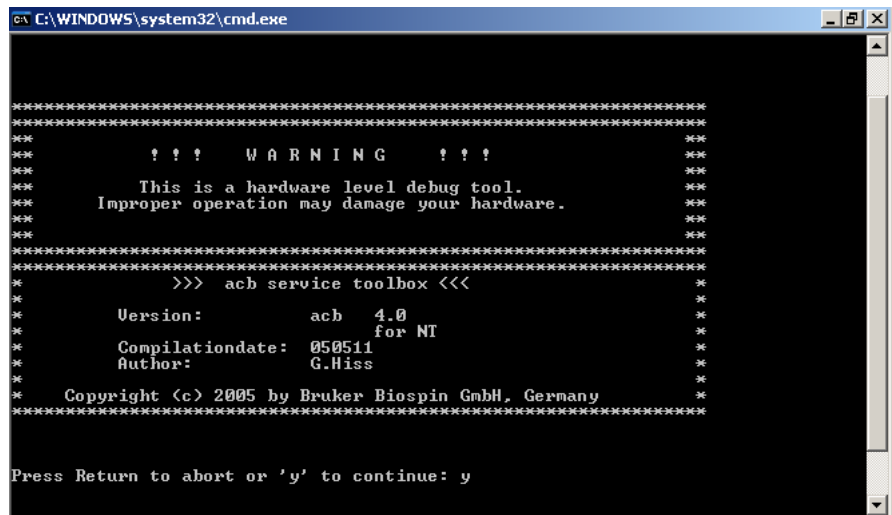 C:\WINDOWS\system32\cmd.exe
*****************************************************************************
*****************************************************************************
** **
** ! ! ! W A R N I N G ! ! ! **
** **
** This is a hardware level debug tool. **
** Improper operation may damage your hardware. **
** **
** **
*****************************************************************************
*****************************************************************************
* >>> acb service toolbox <<< *
* *
* Version: acb 4.0 *
* for NT *
* Compilationdate: 050511 *
* Author: G.Hiss *
* *
* Copyright (c) 2005 by Bruker Biospin GmbH, Germany *
*****************************************************************************
Press Return to abort or 'y' to continue: y